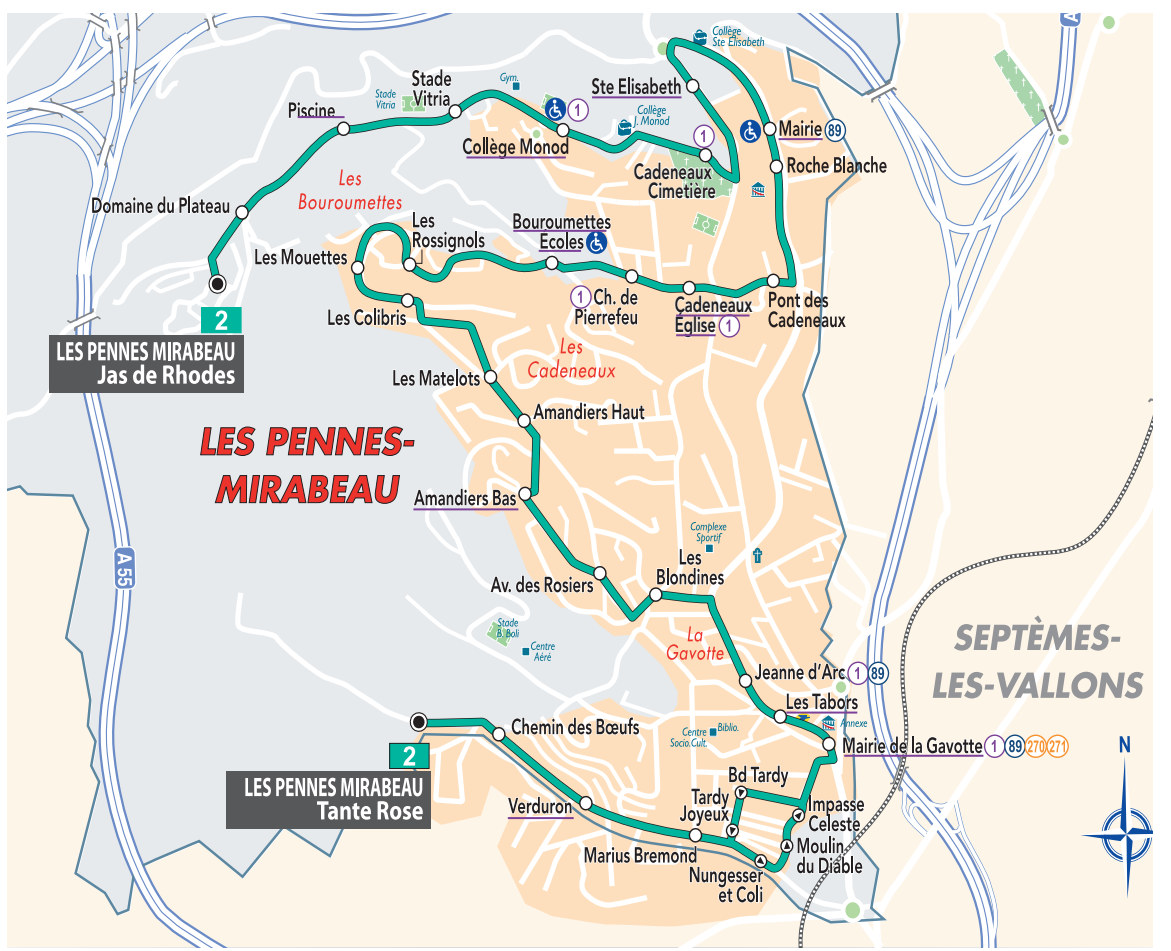 Collège
Ste Elisabeth
A
Stade
Vitria
Gym.
Ste Elisabeth
Piscine
Stade
Vitria
1
Collège
J. Monod
1
Mairie 89
Collège Monod
Cadeneaux
Cimetière
Roche Blanche
Les
Bouroumettes
Domaine du Plateau
Les
Rossignols
Bouroumettes
Ecoles
Les Mouettes
Les Colibris
1 Ch. de
Pierrefeu
Cadeneaux
Église 1
Pont des
Cadeneaux
2
LES PENNES MIRABEAU
Jas de Rhodes
Les
Cadeneaux
Les Matelots
Amandiers Haut
LES PENNES-
MIRABEAU
Amandiers Bas
A 55
Complexe
Sportif
Les
Blondines
Av. des Rosiers
Stade
B. Boli
Centre
Aéré
La
Gavotte
SEPTÈMES-
LES-VALLONS
Jeanne d'Arc 1 89
Les Tabors
Annexe
Chemin des Bœufs
Centre
Socio.Cult.
Biblio.
Mairie de la Gavotte 1 89 270 271
N
2
LES PENNES MIRABEAU
Tante Rose
Bd Tardy
Tardy
Joyeux
Impasse
Celeste
Verduron
Marius Bremond
Moulin
du Diâble
Nungesser
et Coli